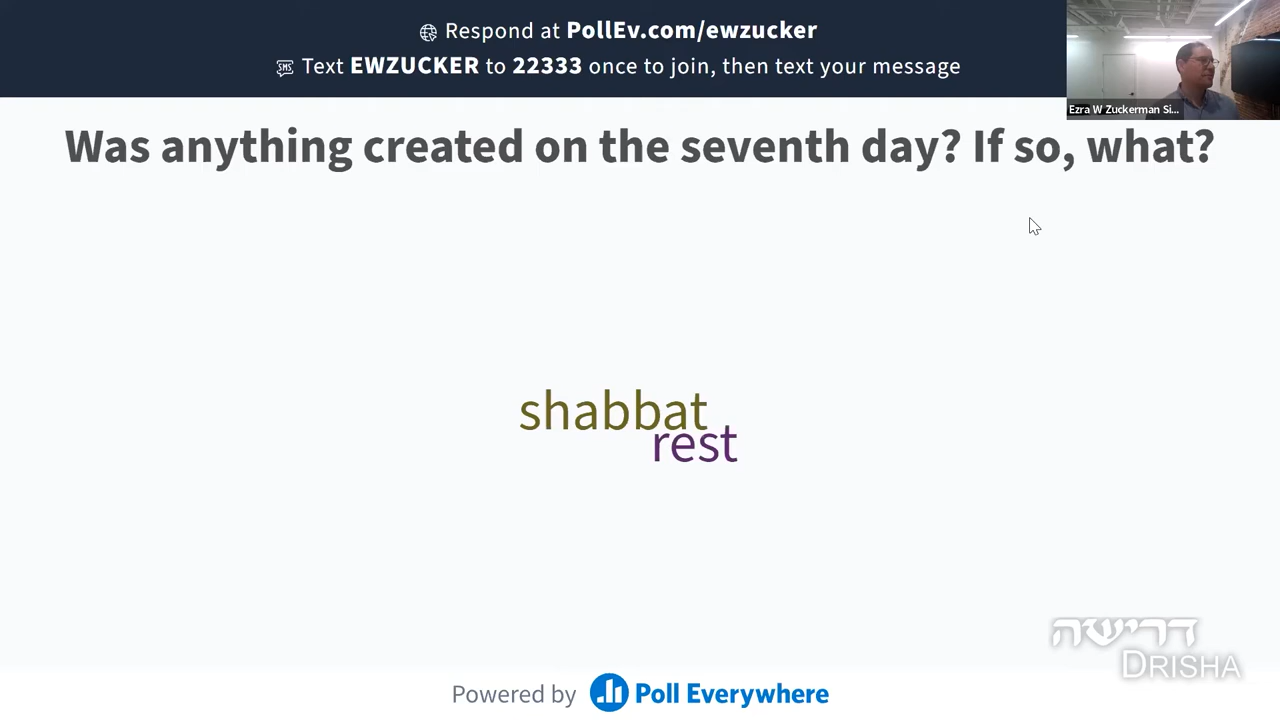 Respond at PollEv.com/ewzucker
Text EWZUCKER to 22333 once to join, then text your message
Ezra W Zuckerman Si...
Was anything created on the seventh day? If so, what?
shabbat
rest
דרישה
DRISHA
Powered by Poll Everywhere